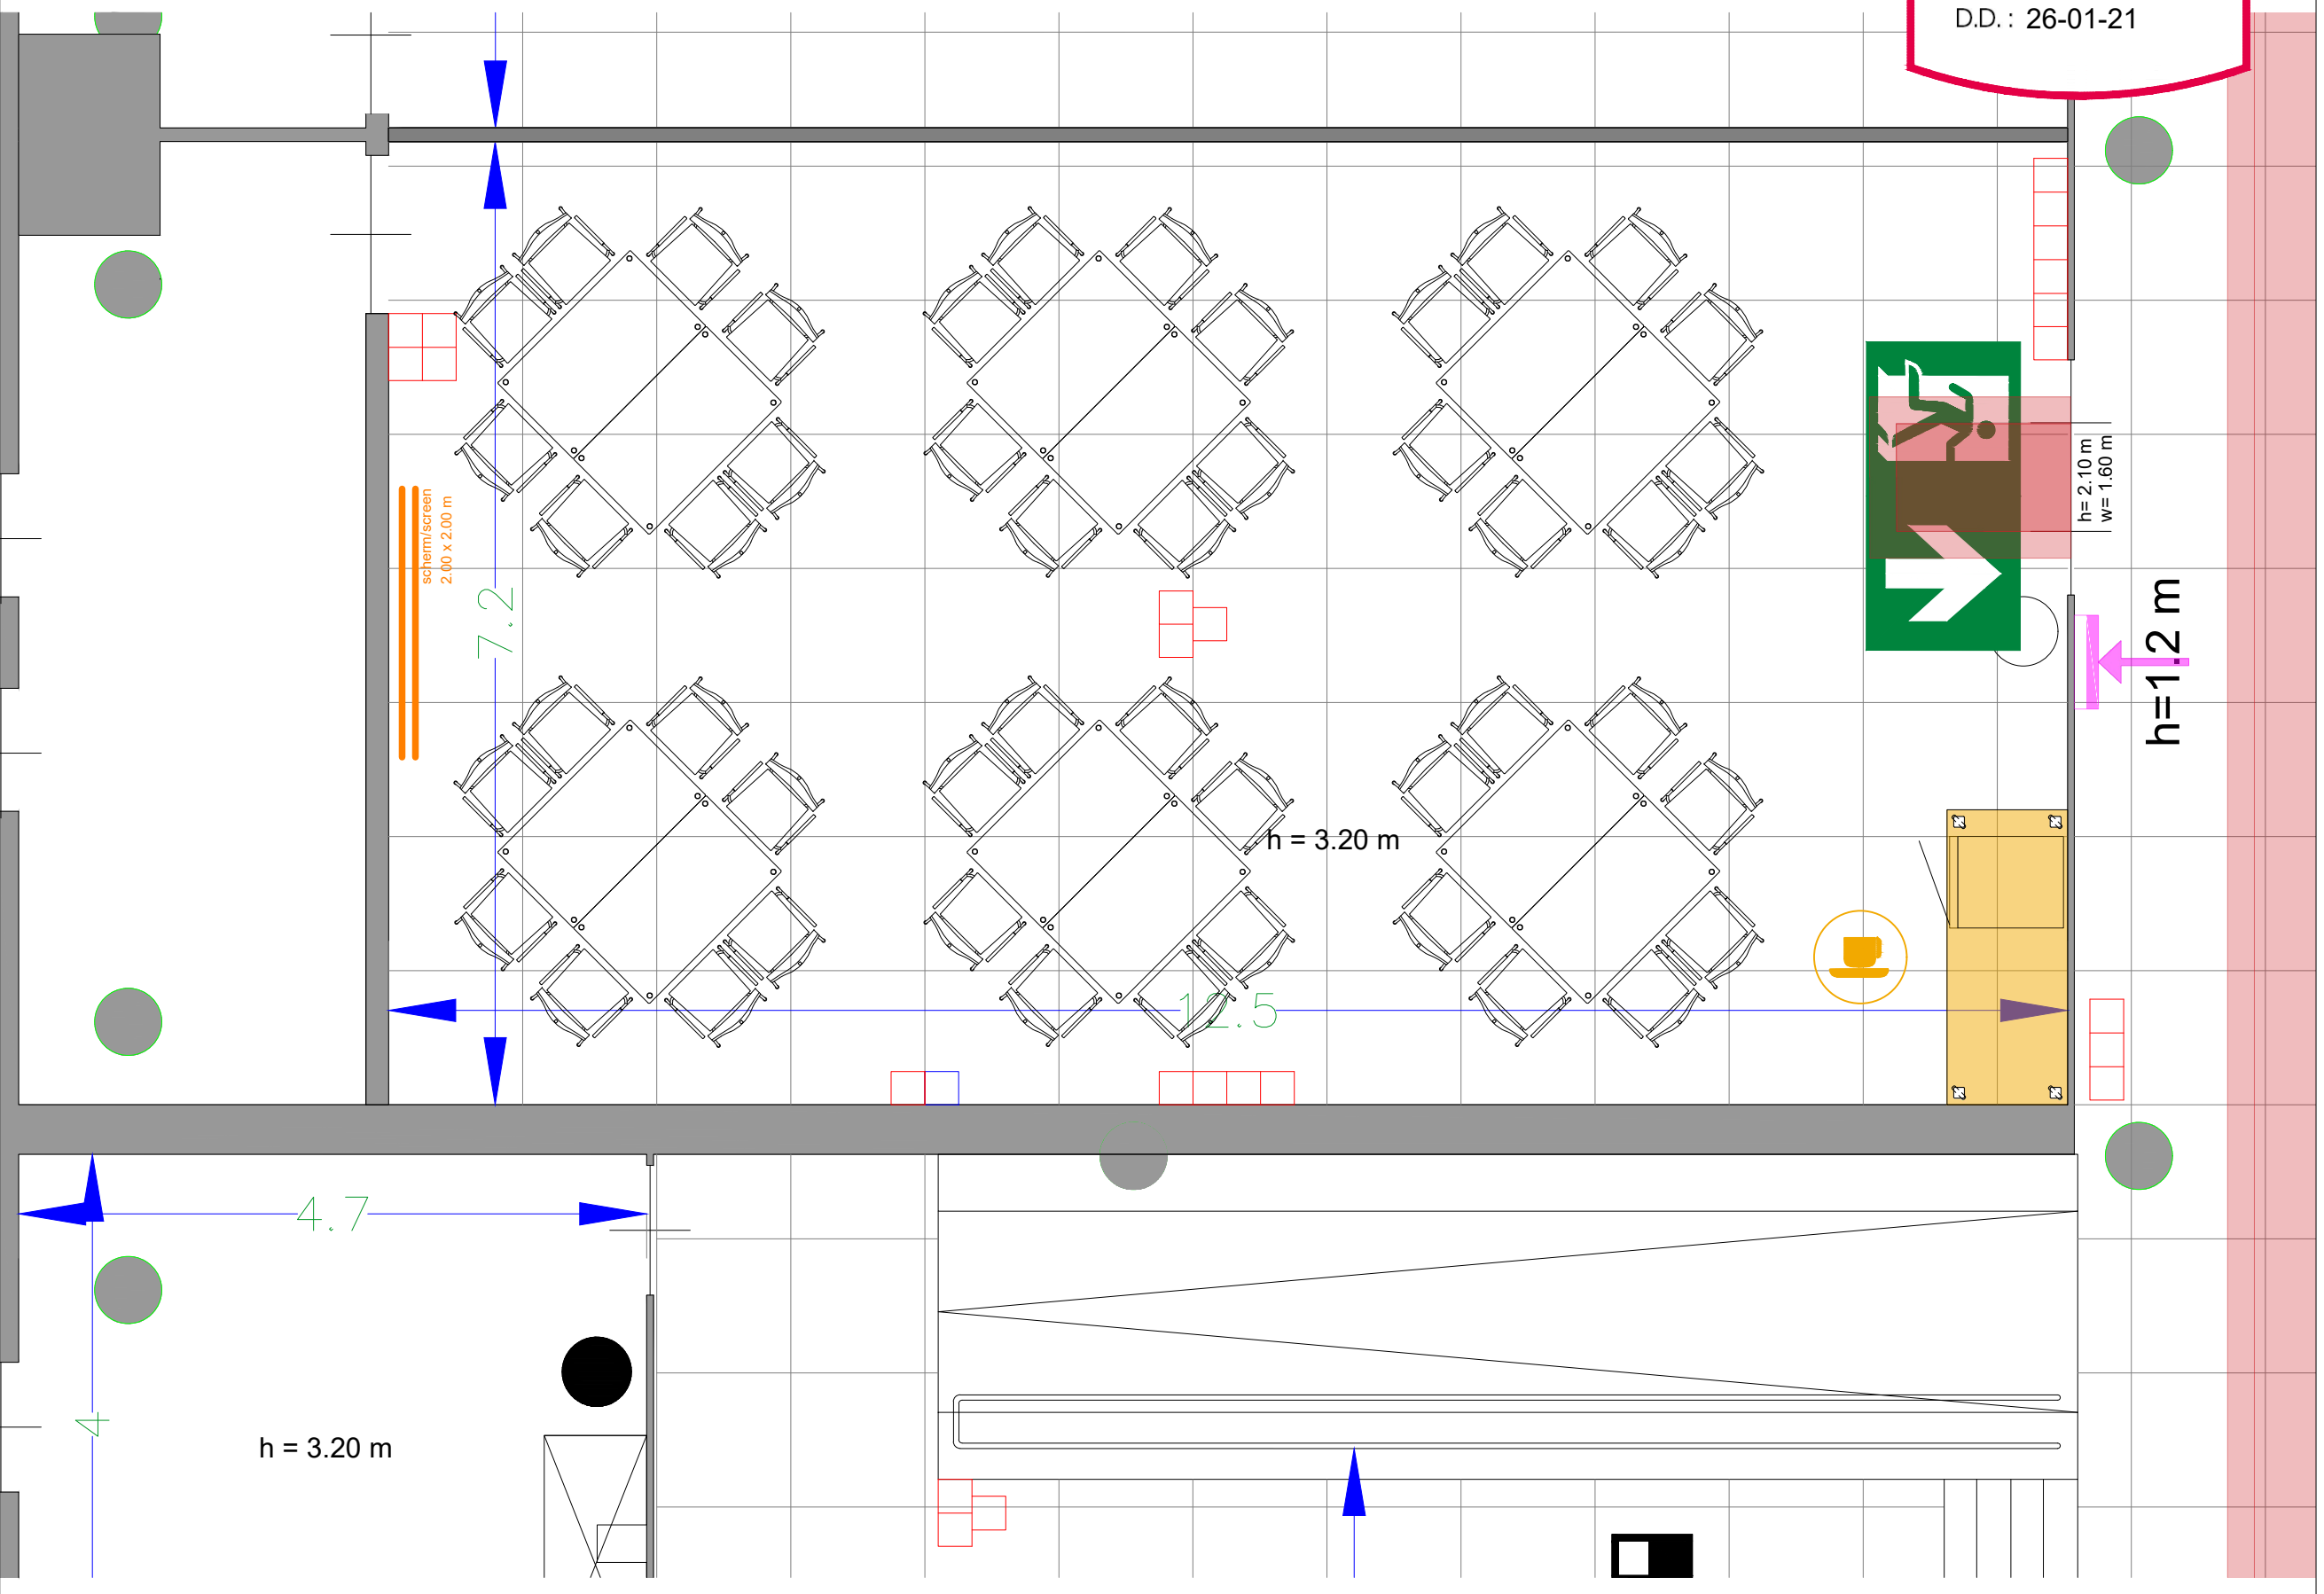 D.D. : 26-01-21
h= 2.10 m
w= 1.60 m
scherm/screen
2.00 x 2.00 m
7.2
h=1.2 m
h = 3.20 m
12.5
4.7
4
h = 3.20 m